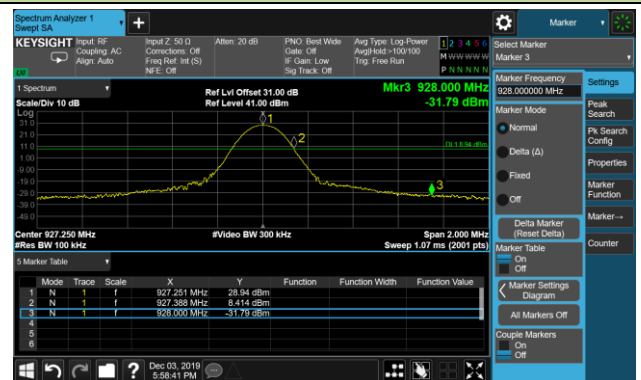 Spectrum Analyzer 1
Swept SA
Marker
KEYSIGHT
Input: RF
Coupling: AC
Align: Auto
Input Z: 50 Ω
Corrections: Off
Freq Ref: Int (S)
NFE: Off
Atten: 20 dB
PNO: Best Wide
Gate: Off
IF Gain: Low
Sig Track: Off
Avg Type: Log-Power
Avg|Hold:>100/100
Trig: Free Run
1 2 3 4 5 6
M W W W W W
P N N N N N
Select Marker
Marker 3
1 Spectrum
Scale/Div 10 dB
Ref Lvl Offset 31.00 dB
Ref Level 41.00 dBm
Mkr3 928.000 MHz
-31.79 dBm
Log
31.0
21.0
11.0
1.00
-9.00
-19.0
-29.0
-39.0
-49.0
1
2
3
DL1 8.94 dBm
Center 927.250 MHz
#Res BW 100 kHz
#Video BW 300 kHz
Span 2.000 MHz
Sweep 1.07 ms (2001 pts)
5 Marker Table
Mode Trace Scale X Y Function Function Width Function Value
1 N 1 f 927.251 MHz 28.94 dBm
2 N 1 f 927.388 MHz 8.414 dBm
3 N 1 f 928.000 MHz -31.79 dBm
4
5
6
Marker Frequency
928.000000 MHz
Marker Mode
Normal
Delta (Δ)
Fixed
Off
Delta Marker
(Reset Delta)
Marker Table
On
Off
Marker Settings
Diagram
All Markers Off
Couple Markers
On
Off
Settings
Peak
Search
Pk Search
Config
Properties
Marker
Function
Marker→
Counter
Dec 03, 2019
5:58:41 PM